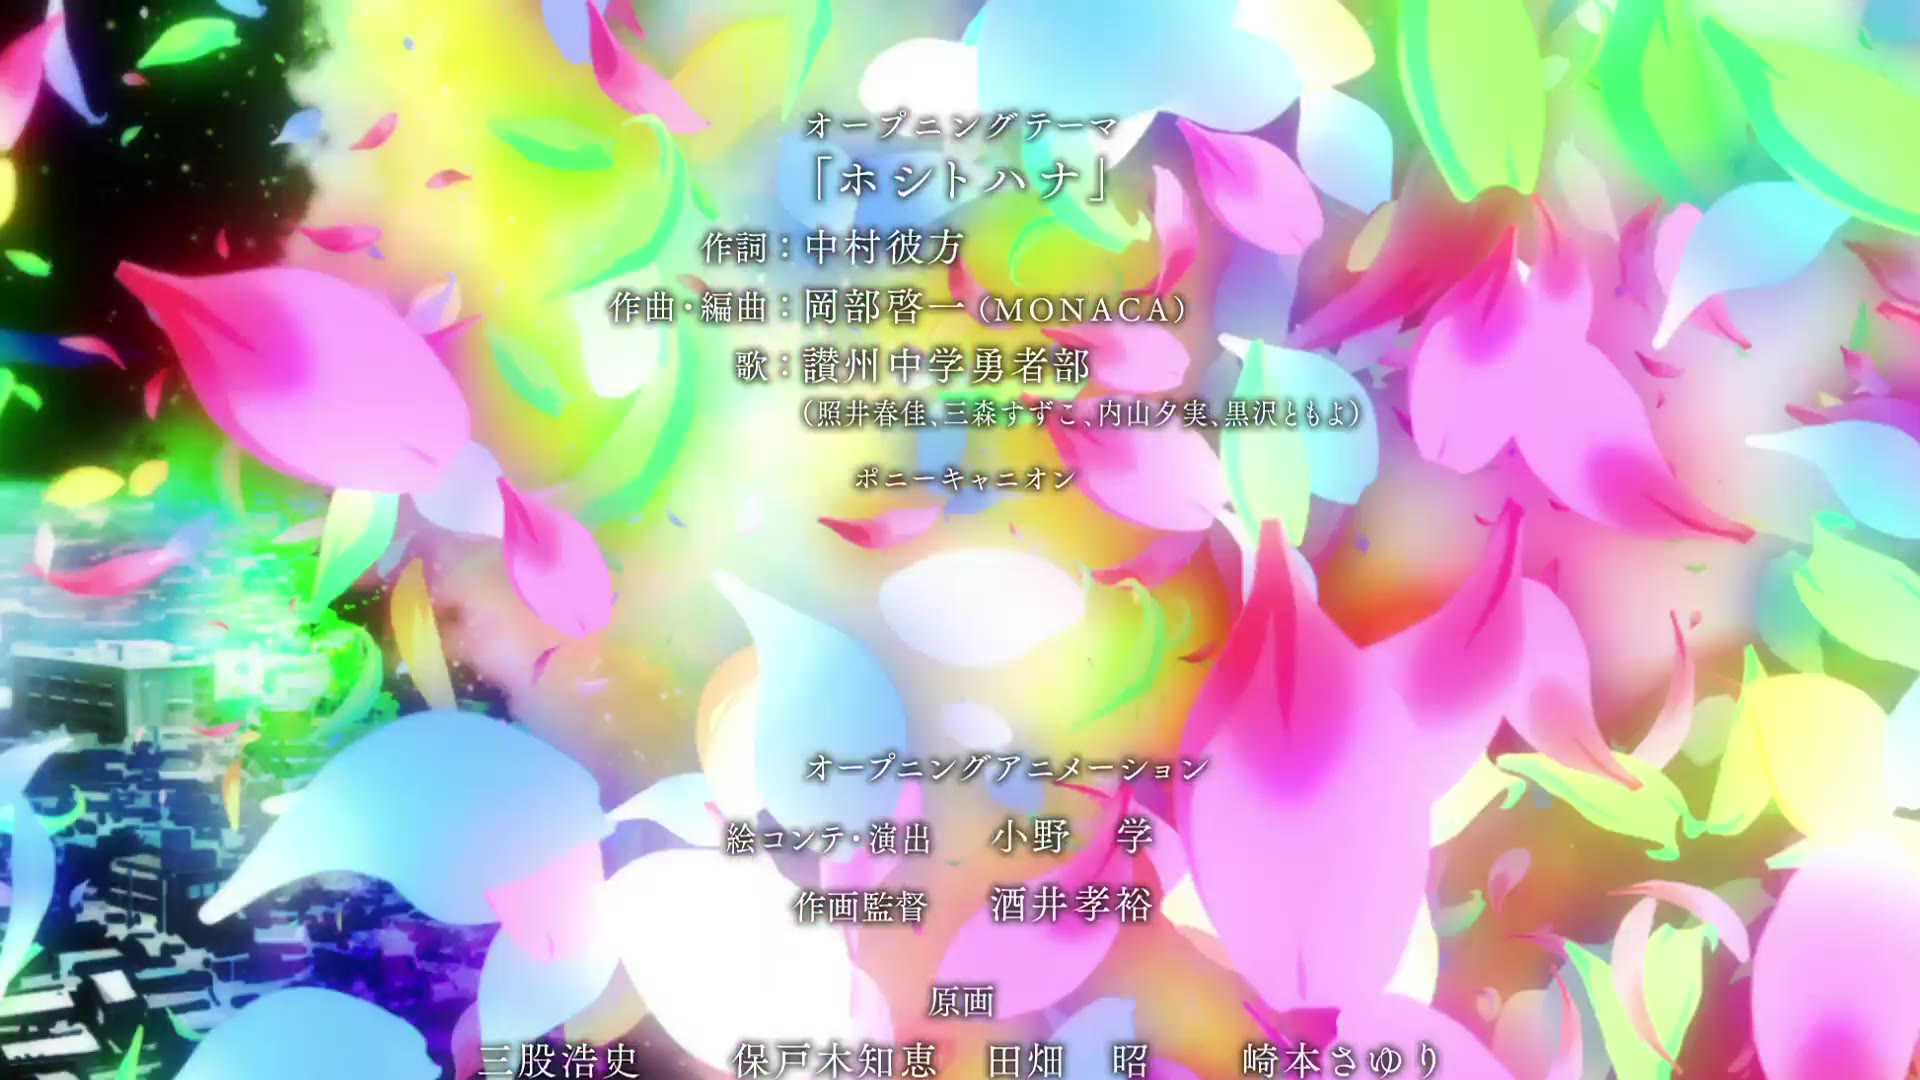 オープニングテーマ
「ホシトハナ」
作詞：中村彼方
作曲・編曲：岡部啓一（MONACA）
歌：讃州中学勇者部
（照井春佳、三森すずこ、内山夕実、黒沢ともよ）
ポニーキャニオン
オープニングアニメーション
絵コンテ・演出　小野　学
作画監督　酒井孝裕
原画
三股浩史　保戸木知恵　田畑　昭　崎本さゆり